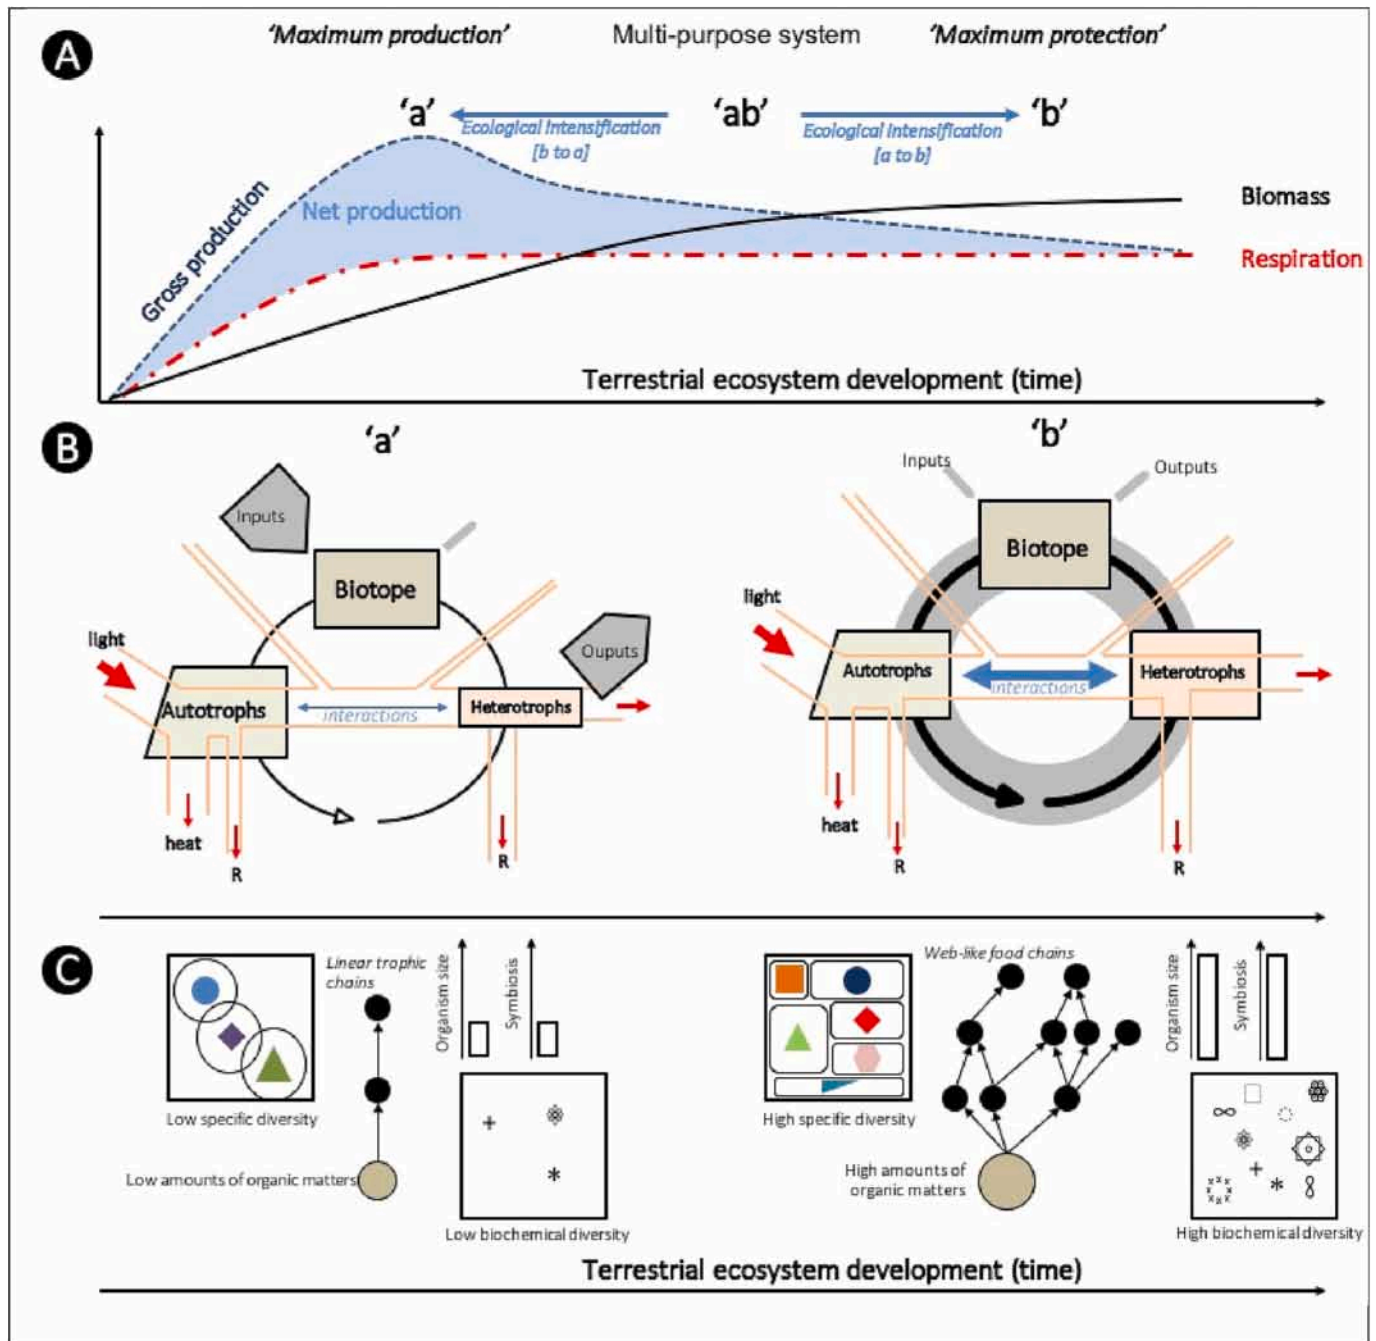 A
'Maximum production' Multi-purpose system 'Maximum protection'
'a' 'ab' 'b'
Ecological Intensification
[b to a]
Ecological Intensification
[a to b]
Gross production
Net production
Biomass
Respiration
Terrestrial ecosystem development (time)
B
'a'
Inputs
Biotope
light
Ouputs
Autotrophs
interactions
Heterotrophs
heat
R
R
'b'
Inputs
Outputs
Biotope
light
Autotrophs
interactions
Heterotrophs
heat
R
R
C
Low specific diversity
Linear trophic
chains
Low amounts of organic matters
Organism size
Symbiosis
Low biochemical diversity
High specific diversity
Web-like food chains
High amounts of
organic matters
Organism size
Symbiosis
High biochemical diversity
Terrestrial ecosystem development (time)